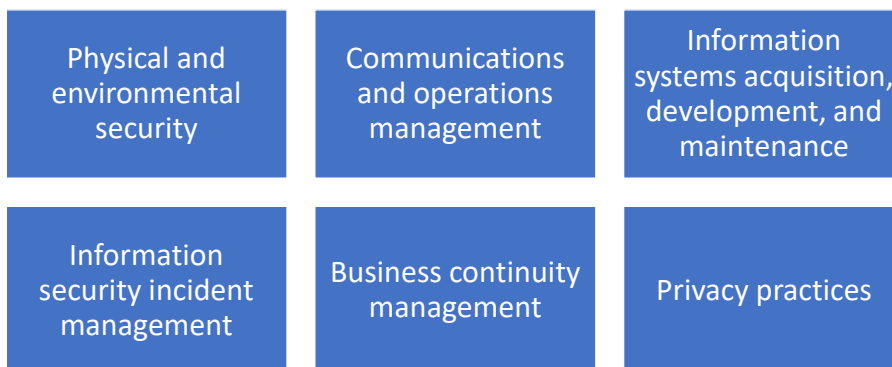 Physical and
environmental
security
Communications
and operations
management
Information
systems acquisition,
development, and
maintenance
Information
security incident
management
Business continuity
management
Privacy practices